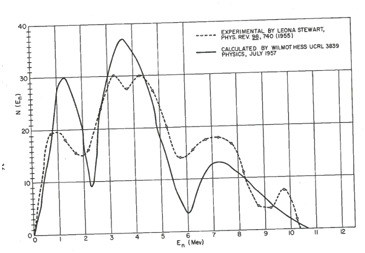 EXPERIMENTAL BY LEONA STEWART,
PHYS. REV. 98, 740 (1955)
CALCULATED BY WILMOT HESS UCRL 3839
PHYSICS, JULY 1957
40
30
20
10
0
N (En)
0 1 2 3 4 5 6 7 8 9 10 11 12
En (Mev)